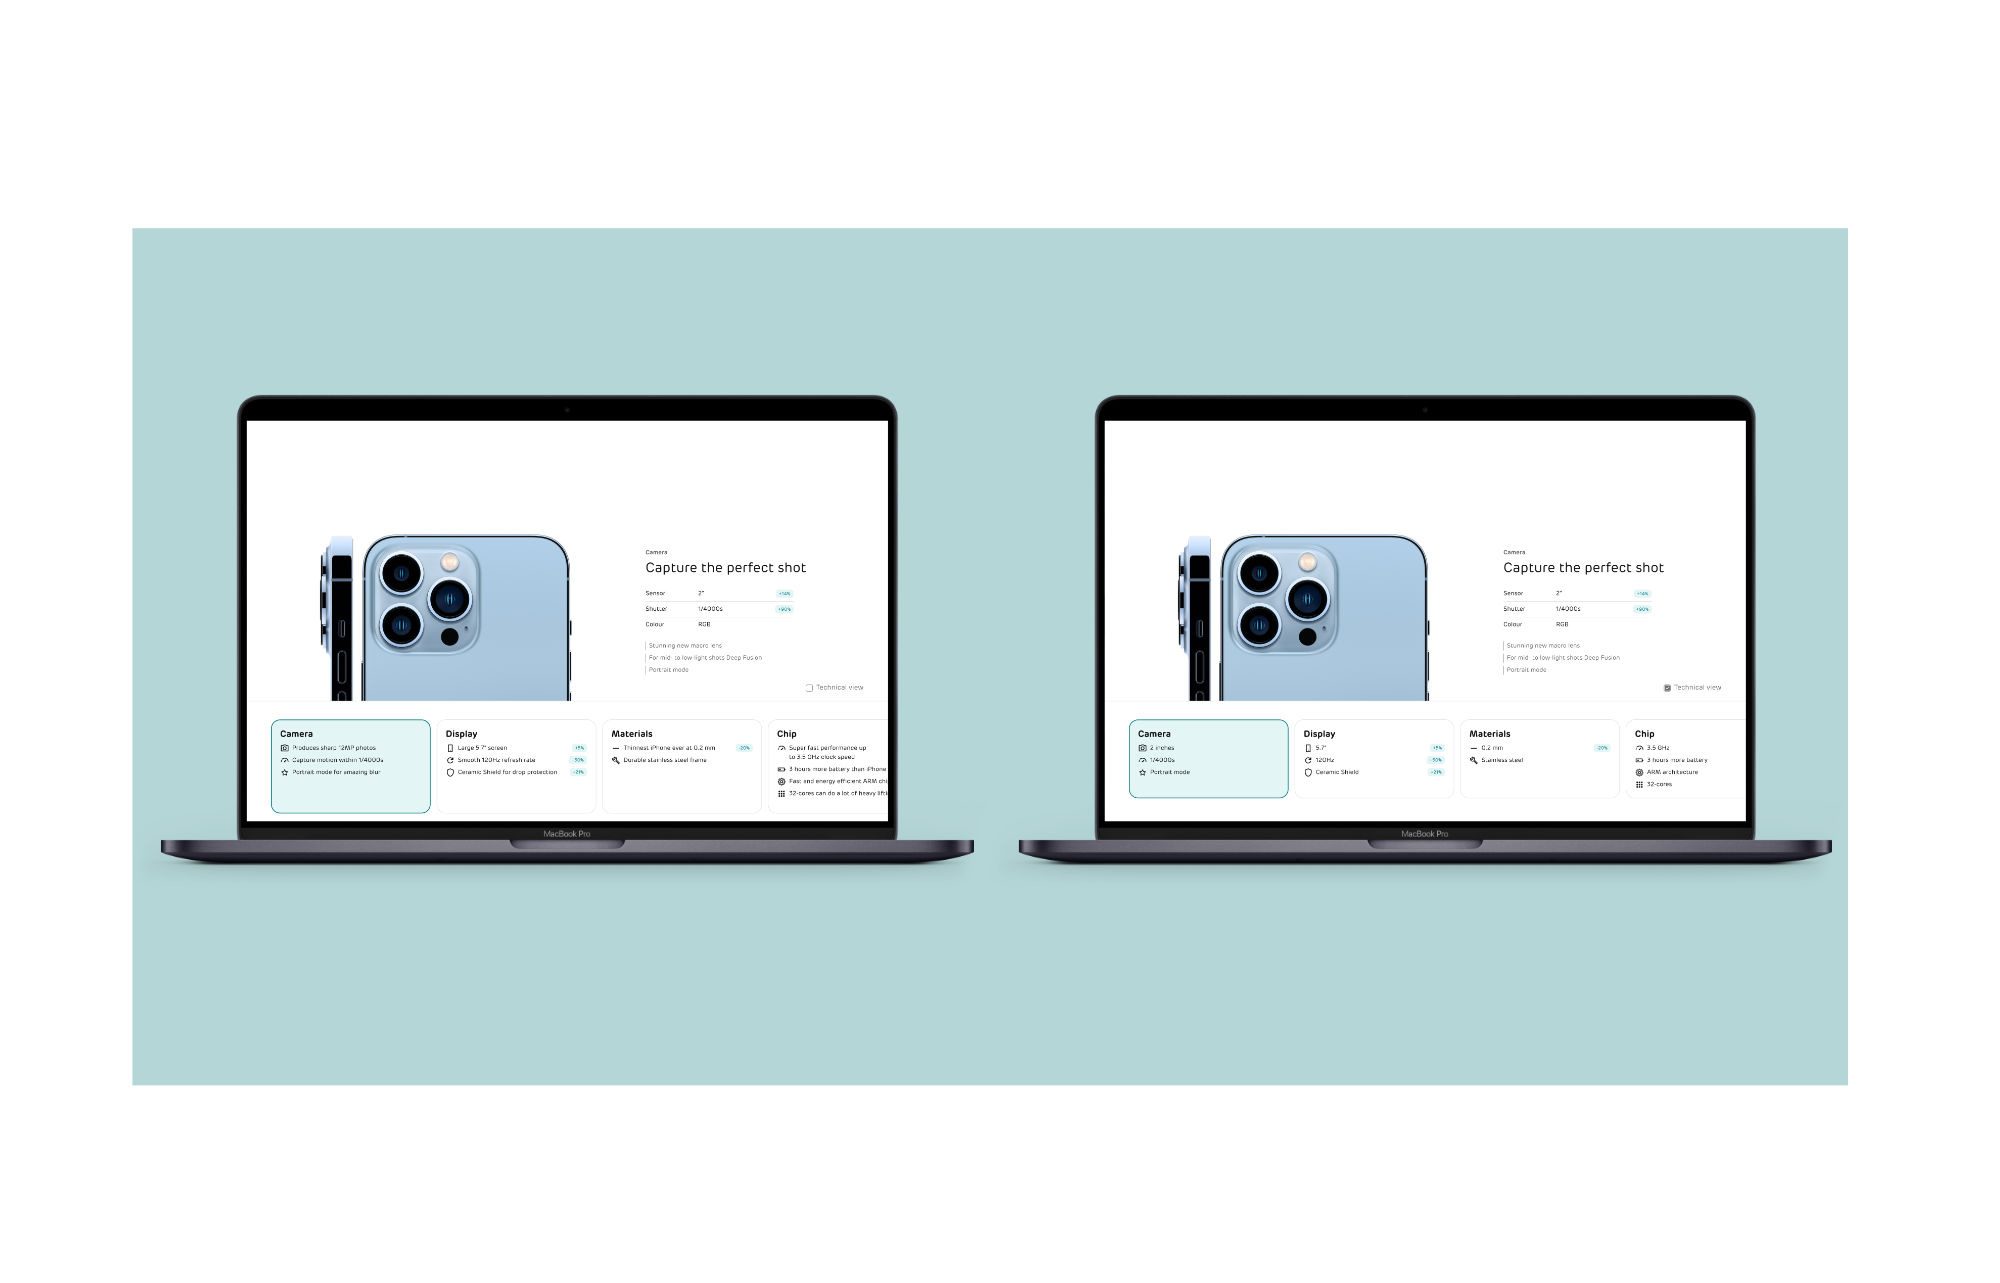 Camera
Capture the perfect shot
Sensor 2" +14%
Shutter 1/4000s +90%
Colour RGB
Stunning new macro lens
For mid- to low-light shots Deep Fusion
Portrait mode
Technical view
Camera
Produces sharp 12MP photos
Capture motion within 1/4000s
Portrait mode for amazing blur
Display
Large 5.7" screen +5%
Smooth 120Hz refresh rate
Ceramic Shield for drop protection +21%
Materials
Thinnest iPhone ever at 0.2 mm -20%
Durable stainless steel frame
Chip
Super fast performance up
to 3.5 GHz clock speed
3 hours more battery than iPhone
Fast and energy efficient ARM chi
32-cores can do a lot of heavy lifti
MacBook Pro
Camera
Capture the perfect shot
Sensor 2" +14%
Shutter 1/4000s +90%
Colour RGB
Stunning new macro lens
For mid- to low-light shots Deep Fusion
Portrait mode
Technical view
Camera
2 inches
1/4000s
Portrait mode
Display
5.7" +5%
120Hz
Ceramic Shield +21%
Materials
0.2 mm -20%
Stainless steel
Chip
3.5 GHz
3 hours more battery
ARM architecture
32-cores
MacBook Pro